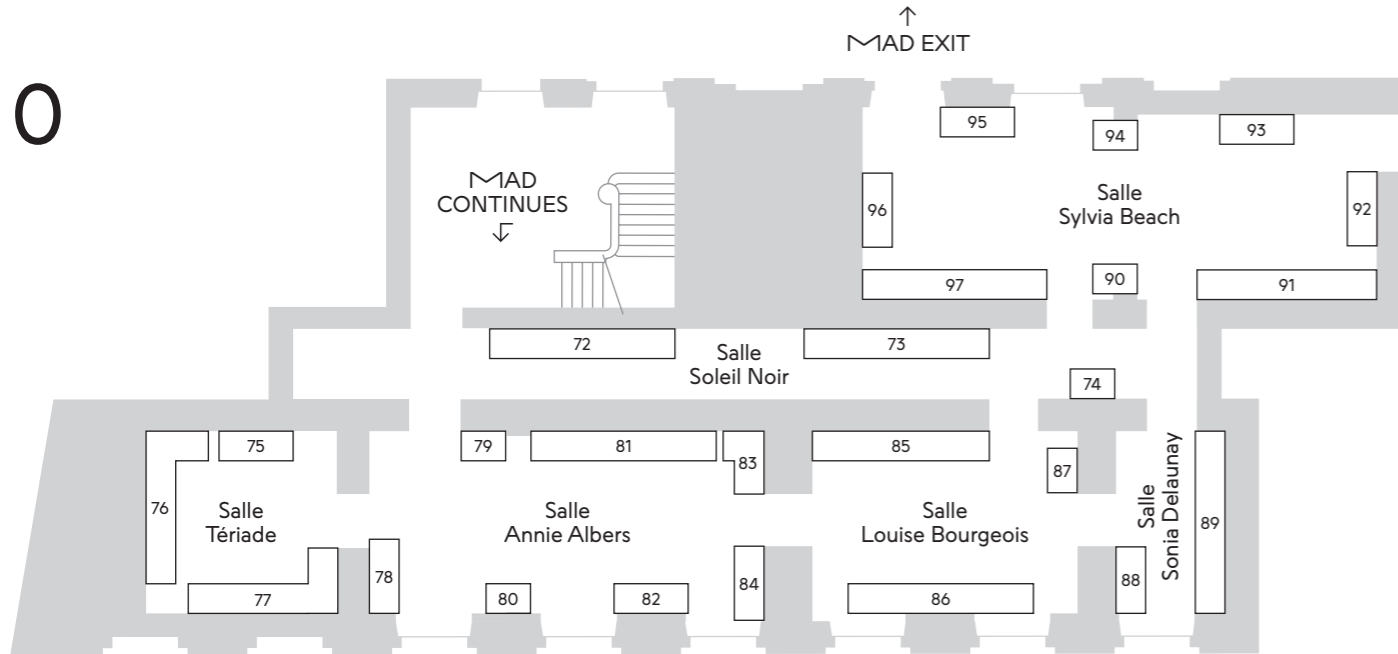 ↑
MAD EXIT
0
95
94
93
MAD
CONTINUES
96
Salle
Sylvia Beach
92
97
90
91
72
Salle
Soleil Noir
73
74
75
79
81
83
85
87
76
Salle
Tériade
Salle
Annie Albers
Salle
Louise Bourgeois
Salle
Sonia Delaunay
89
77
78
80
82
84
86
88